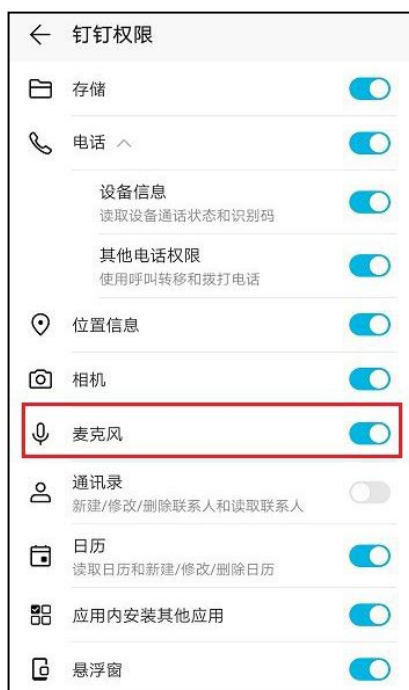 钉钉权限
存储
电话
设备信息
读取设备通话状态和识别码
其他电话权限
使用呼叫转移和拨打电话
位置信息
相机
麦克风
通讯录
新建/修改/删除联系人和读取联系人
日历
读取日历和新建/修改/删除日历
应用内安装其他应用
悬浮窗